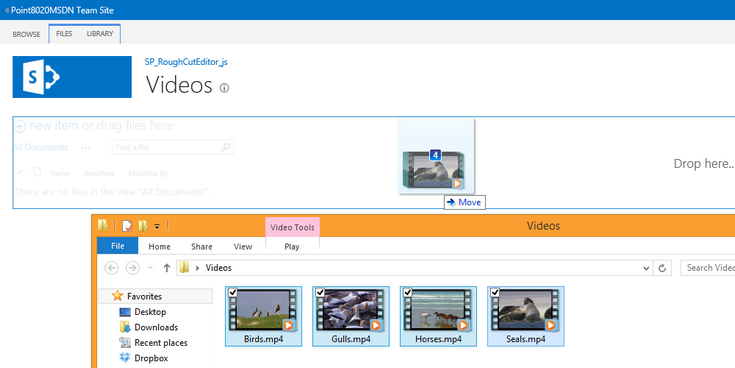 Point8020MSDN Team Site
BROWSE FILES LIBRARY
SP_RoughCutEditor_js
S Videos
new item or drag files here
All Documents ... Find a file
Name Modified Modified By
There are no files in the view "All Documents".
4
Drop here...
Move
Videos
Video Tools
File Home Share View Play
Videos
Search Video
Favorites
Desktop
Downloads
Recent places
Dropbox
Birds.mp4 Gulls.mp4 Horses.mp4 Seals.mp4